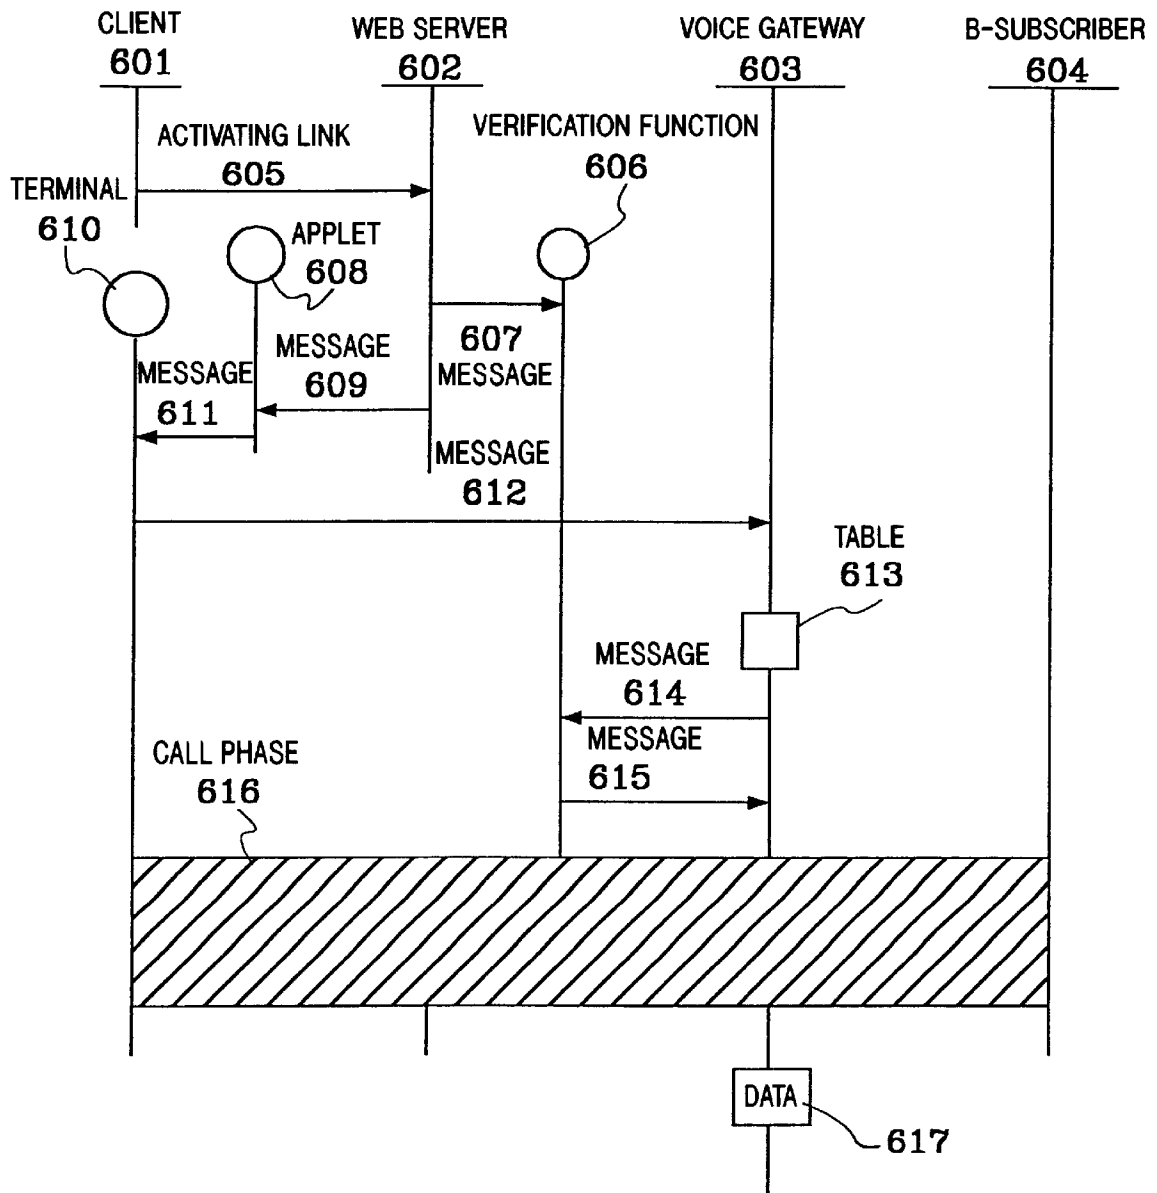 CLIENT
601
WEB SERVER
602
VOICE GATEWAY
603
B-SUBSCRIBER
604
ACTIVATING LINK
605
VERIFICATION FUNCTION
606
TERMINAL
610
APPLET
608
607
MESSAGE
MESSAGE
609
MESSAGE
611
MESSAGE
612
TABLE
613
MESSAGE
614
MESSAGE
615
CALL PHASE
616
DATA
617